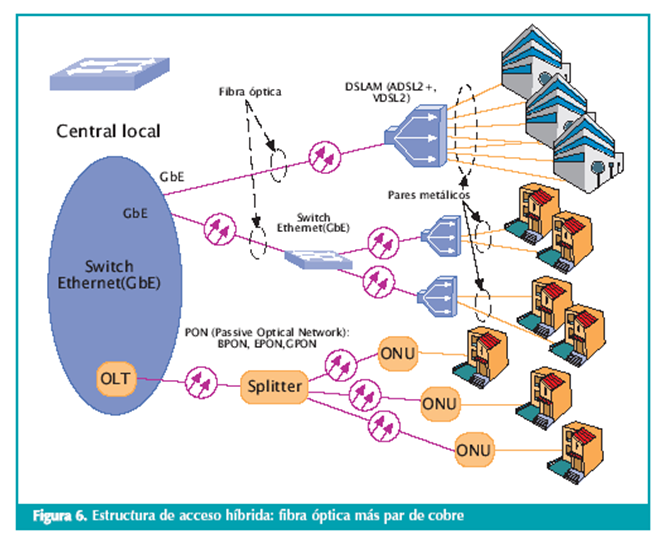 Central local
Fibra óptica
DSLAM (ADSL2+,
VDSL2)
GbE
GbE
Switch
Ethernet(GbE)
Pares metálicos
Switch
Ethernet(GbE)
PON (Passive Optical Network):
BPON, EPON,GPON
OLT
Splitter
ONU
ONU
ONU
Figura 6. Estructura de acceso híbrida: fibra óptica más par de cobre